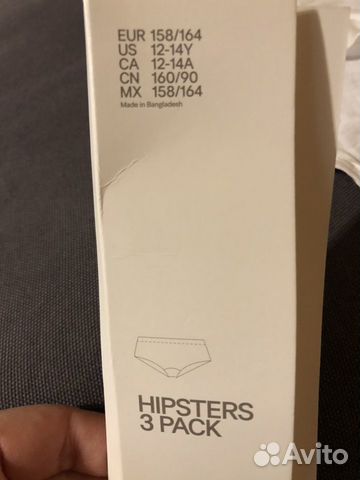 EUR 158/164
US 12-14Y
CA 12-14A
CN 160/90
MX 158/164
Made in Bangladesh
HIPSTERS
3 PACK
Avito